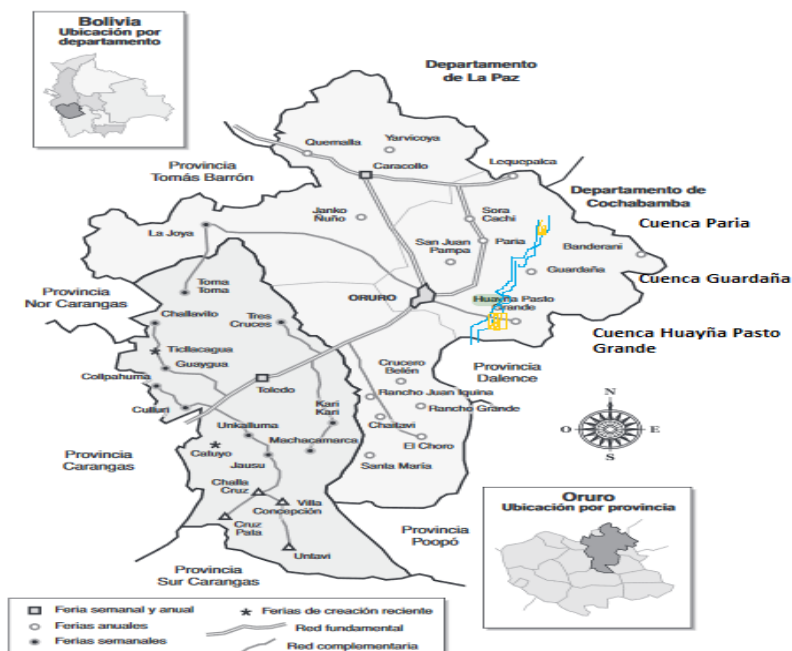 Bolivia
Ubicación por
departamento
Departamento
de La Paz
Quemalla
Yarvicoya
Caracollo
Lequepalca
Provincia
Tomás Barrón
Departamento de
Cochabamba
Janko
Ñuño
Sora
Cachi
Cuenca Paria
La Joya
San Juan
Pampa
Paria
Banderani
Guardaña
Cuenca Guardaña
Toma
Toma
Provincia
Nor Carangas
ORURO
Huayña Pasto
Grande
Challavito
Tres
Cruces
Cuenca Huayña Pasto
Grande
Ticllacagua
Guaygua
Crucero
Belén
Provincia
Dalence
Collpahuma
Toledo
Rancho Juan Iquina
N
Culluri
Kari
Kari
Rancho Grande
Unkalluma
Chaitavi
O
E
Provincia
Carangas
Caluyo
Machacamarca
El Choro
S
Jausu
Santa María
Challa
Cruz
Villa
Concepción
Oruro
Ubicación por provincia
Cruz
Pata
Provincia
Poopó
Untavi
Provincia
Sur Carangas
Feria semanal y anual
Ferias de creación reciente
Ferias anuales
Red fundamental
Ferias semanales
Red complementaria